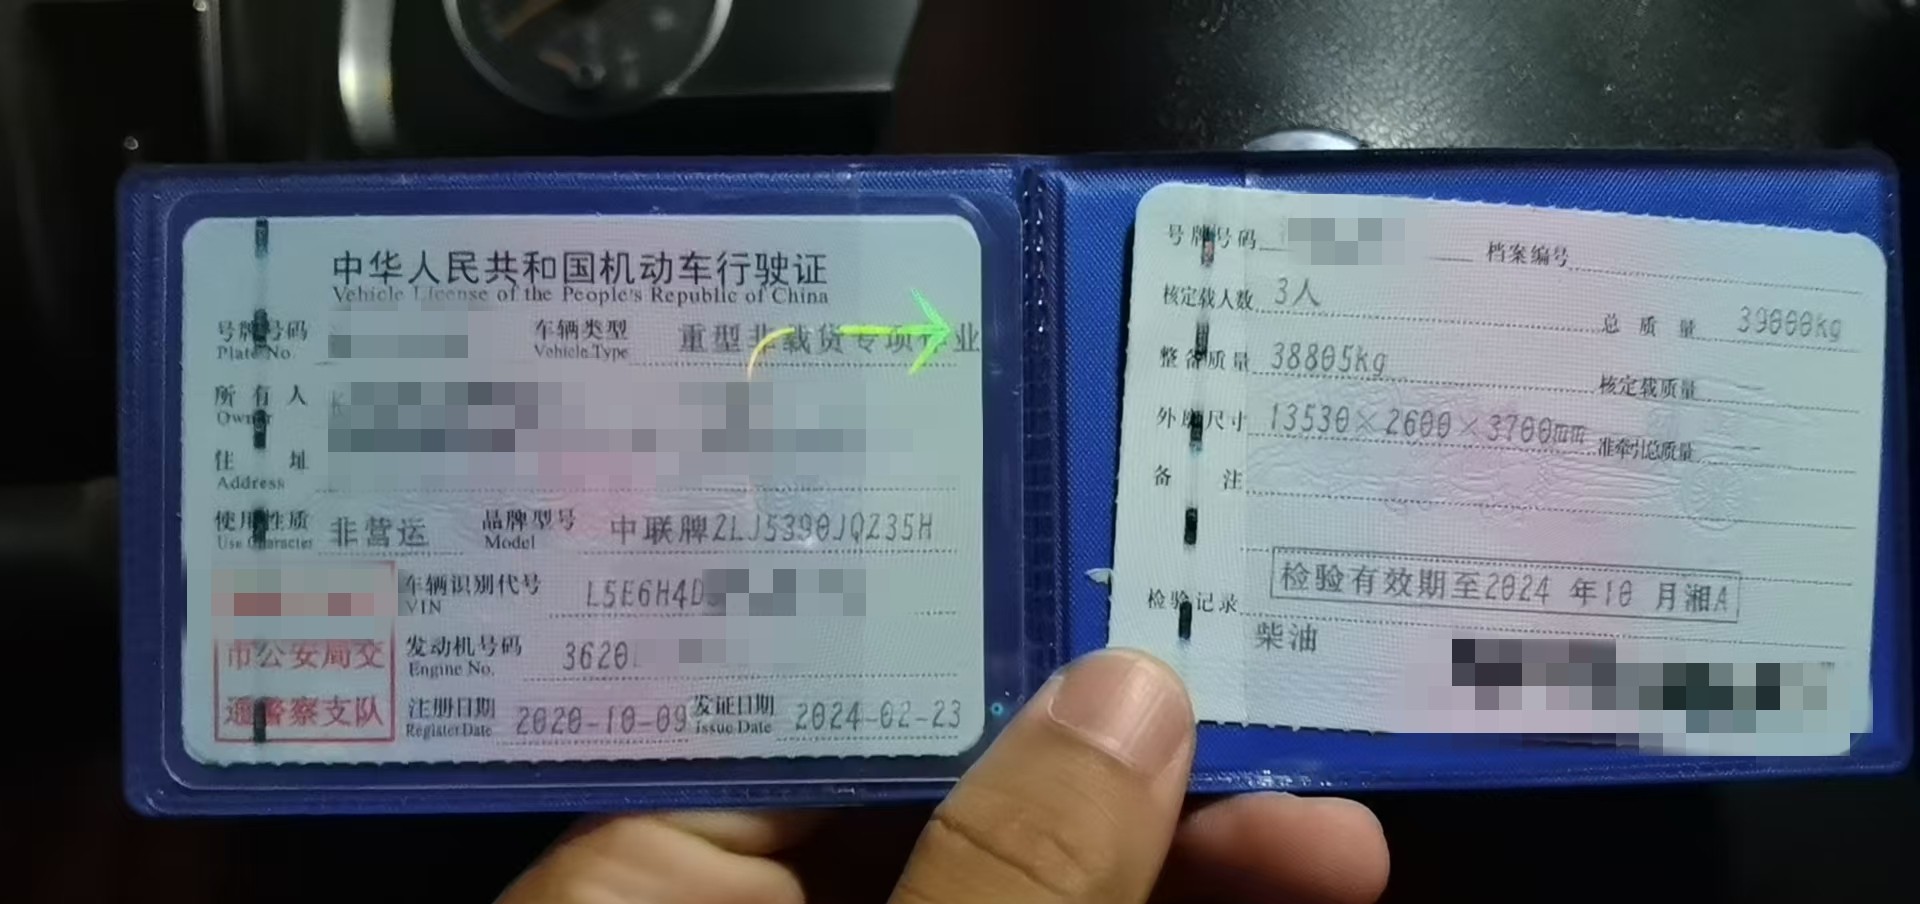 中华人民共和国机动车行驶证
Vehicle License of the People's Republic of China
号牌号码 车辆类型 重型非载货专项作业
Plate No. Vehicle Type
所有人
Owner
住址
Address
使用性质 非营运 品牌型号 中联牌ZLJ5390JQZ35H
Use Character Model
车辆识别代号 L5E6H4D
VIN
发动机号码 3620
Engine No.
市公安局交
通警察支队
注册日期 2020-10-09 发证日期 2024-02-23
Register Date Issue Date
号牌号码 档案编号
核定载人数 3人 总质量 39000kg
整备质量 38805kg 核定载质量
外廓尺寸 13530×2600×3700mm 准牵引总质量
备注
检验有效期至2024年10月湘A
检验记录
柴油